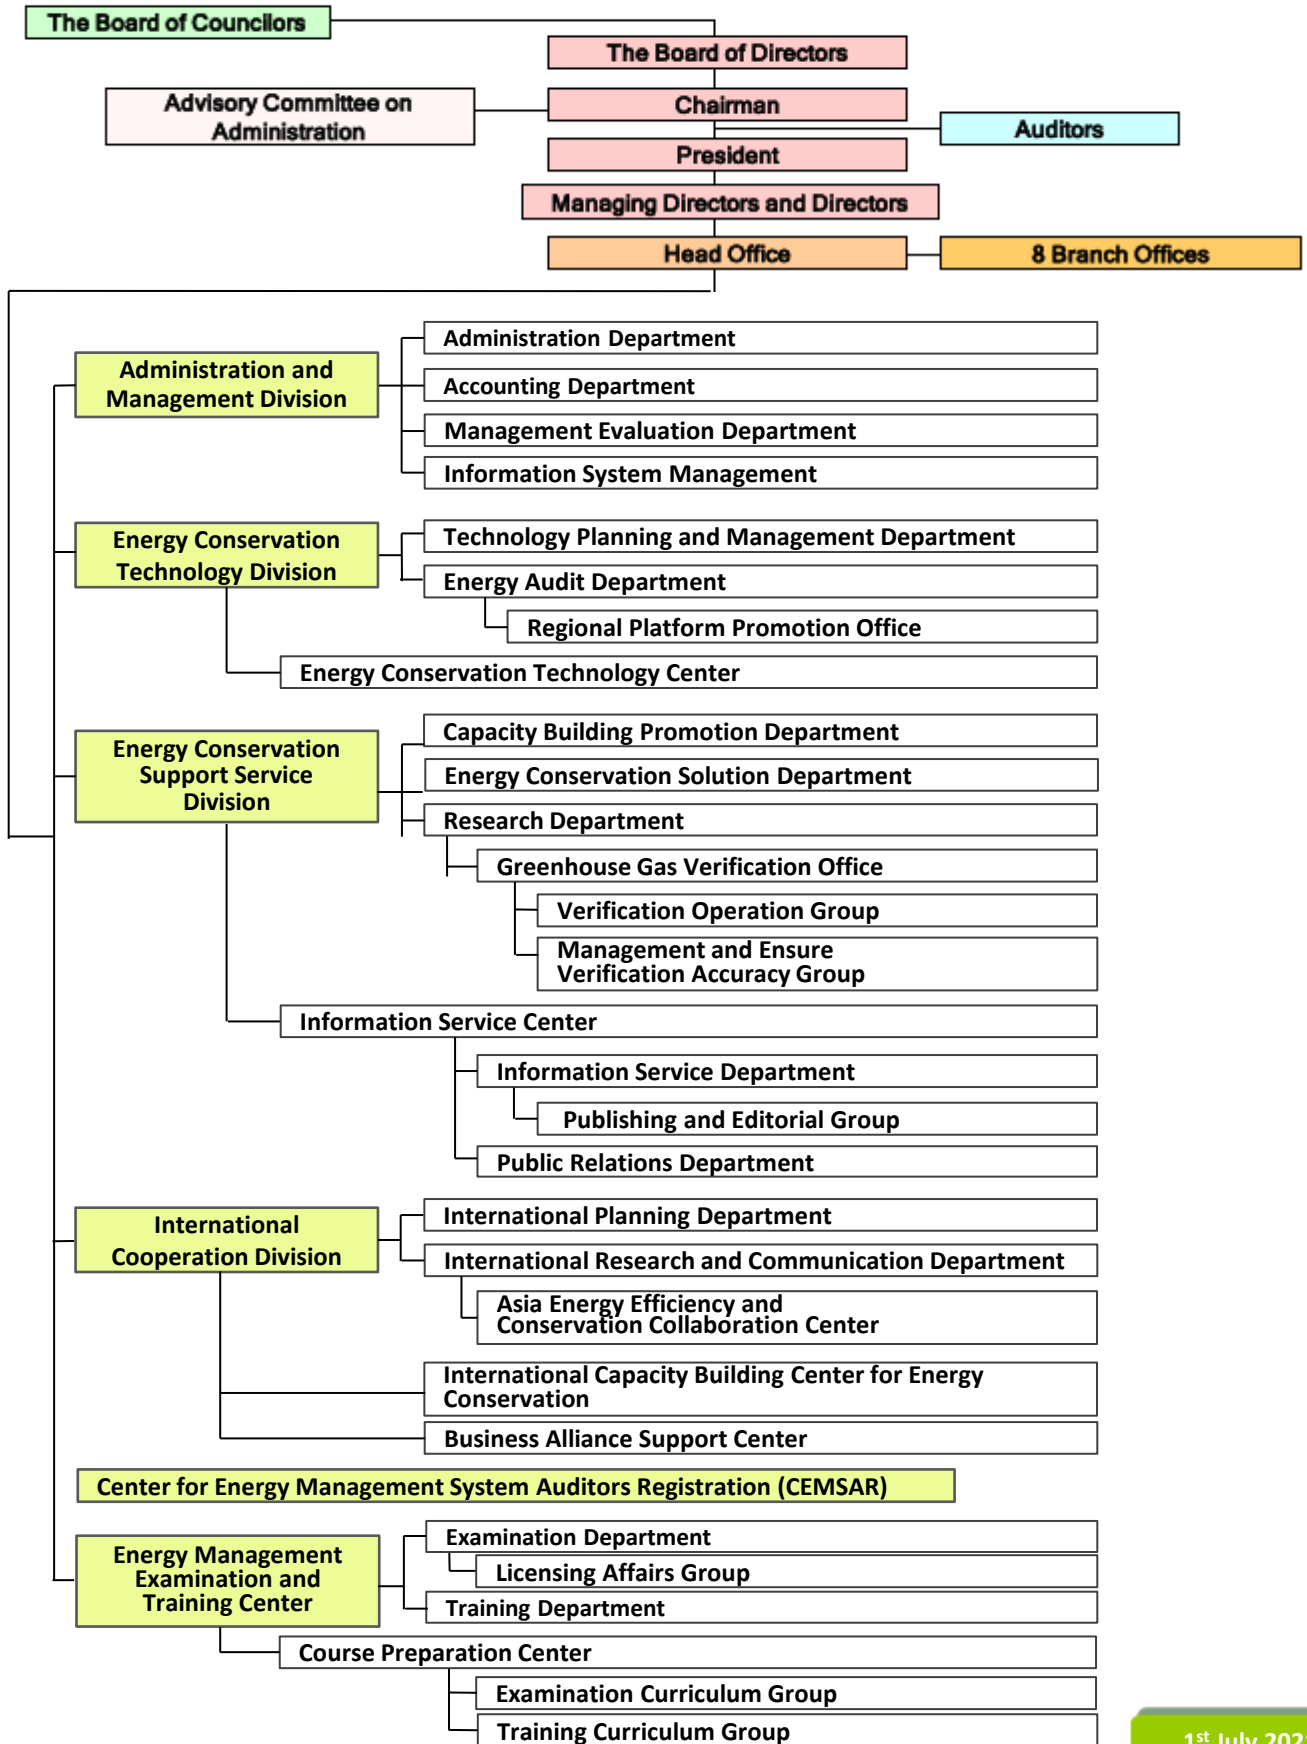 The Board of Councilors
The Board of Directors
Advisory Committee on
Administration
Chairman
Auditors
President
Managing Directors and Directors
Head Office
8 Branch Offices
Administration and
Management Division
Administration Department
Accounting Department
Management Evaluation Department
Information System Management
Energy Conservation
Technology Division
Technology Planning and Management Department
Energy Audit Department
Regional Platform Promotion Office
Energy Conservation Technology Center
Energy Conservation
Support Service
Division
Capacity Building Promotion Department
Energy Conservation Solution Department
Research Department
Greenhouse Gas Verification Office
Verification Operation Group
Management and Ensure
Verification Accuracy Group
Information Service Center
Information Service Department
Publishing and Editorial Group
Public Relations Department
International
Cooperation Division
International Planning Department
International Research and Communication Department
Asia Energy Efficiency and
Conservation Collaboration Center
International Capacity Building Center for Energy
Conservation
Business Alliance Support Center
Center for Energy Management System Auditors Registration (CEMSAR)
Energy Management
Examination and
Training Center
Examination Department
Licensing Affairs Group
Training Department
Course Preparation Center
Examination Curriculum Group
Training Curriculum Group
1st July